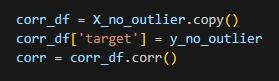 corr_df = X_no_outlier.copy()
corr_df['target'] = y_no_outlier
corr = corr_df.corr()